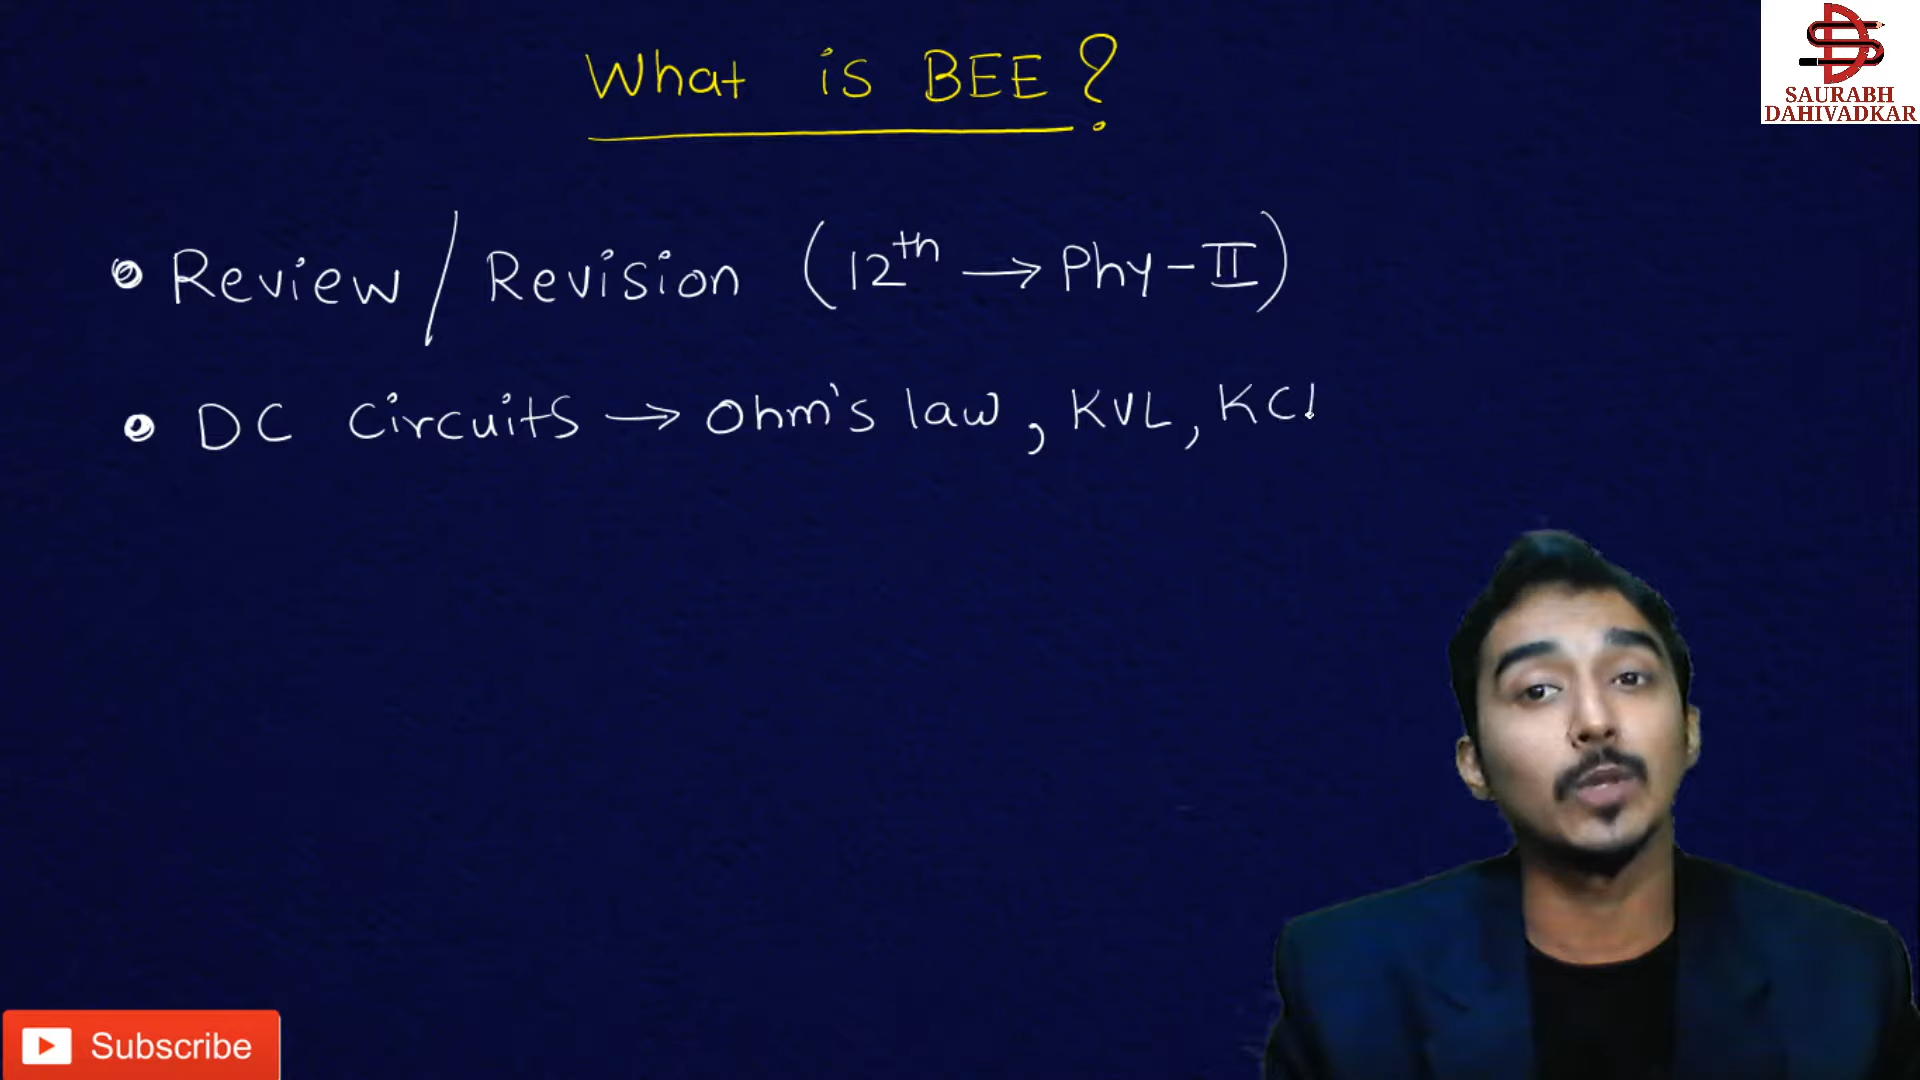 What is BEE?
SAURABH
DAHIVADKAR
Review / Revision (12th → Phy - II)
DC Circuits → Ohm's law, KVL, KCL
Subscribe